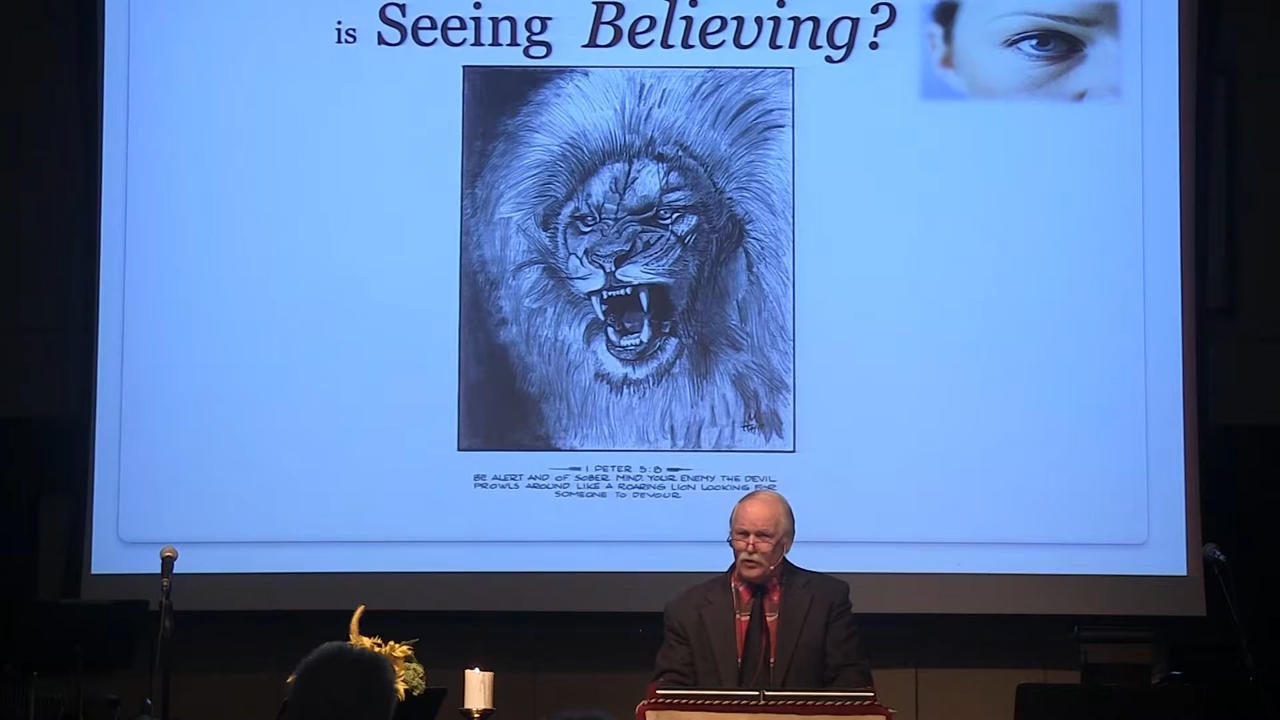 is Seeing Believing?
1 PETER 5:8
BE ALERT AND OF SOBER MIND. YOUR ENEMY THE DEVIL
PROWLS AROUND LIKE A ROARING LION LOOKING FOR
SOMEONE TO DEVOUR